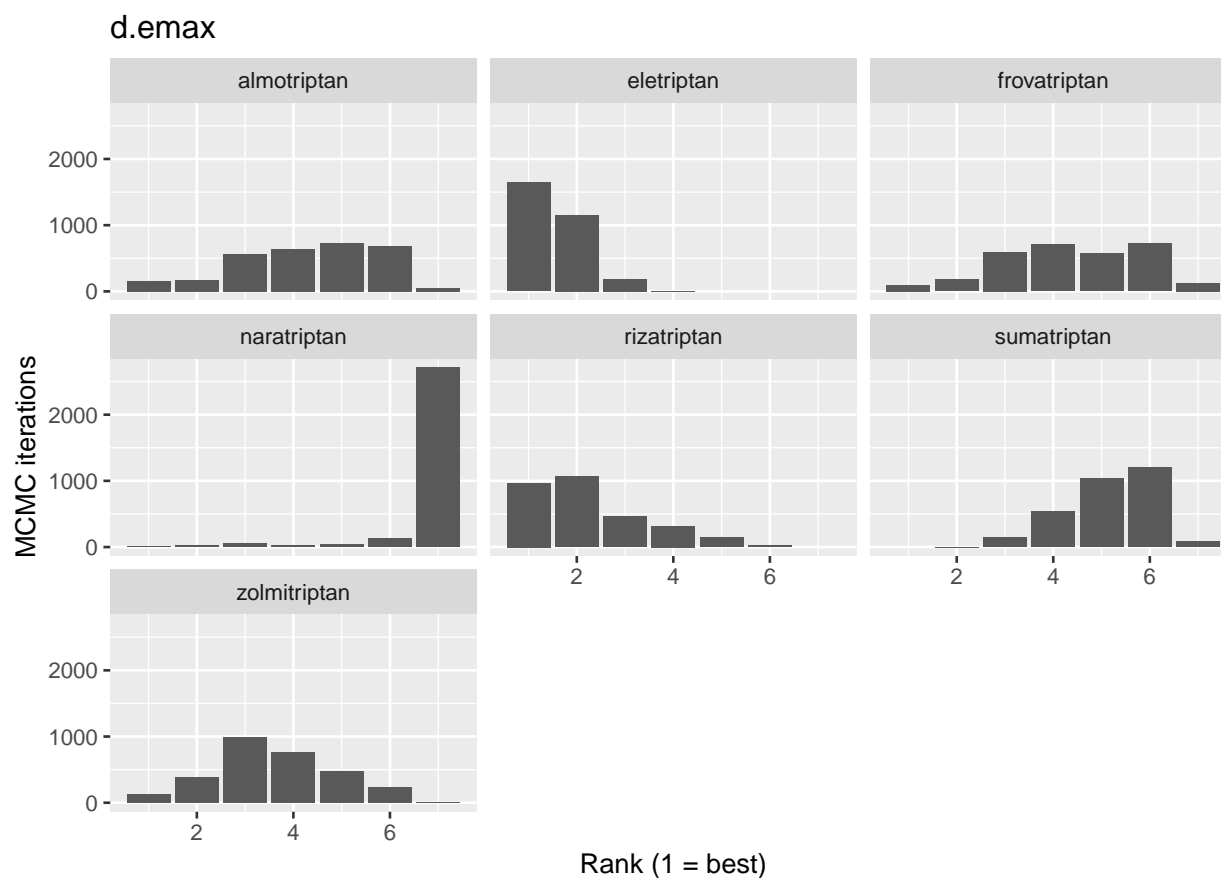 d.emax
almotriptan eletriptan frovatriptan
2000
1000
0
naratriptan rizatriptan sumatriptan
2000
1000
0
2 4 6 2 4 6
zolmitriptan
2000
1000
0
2 4 6
MCMC iterations
Rank (1 = best)